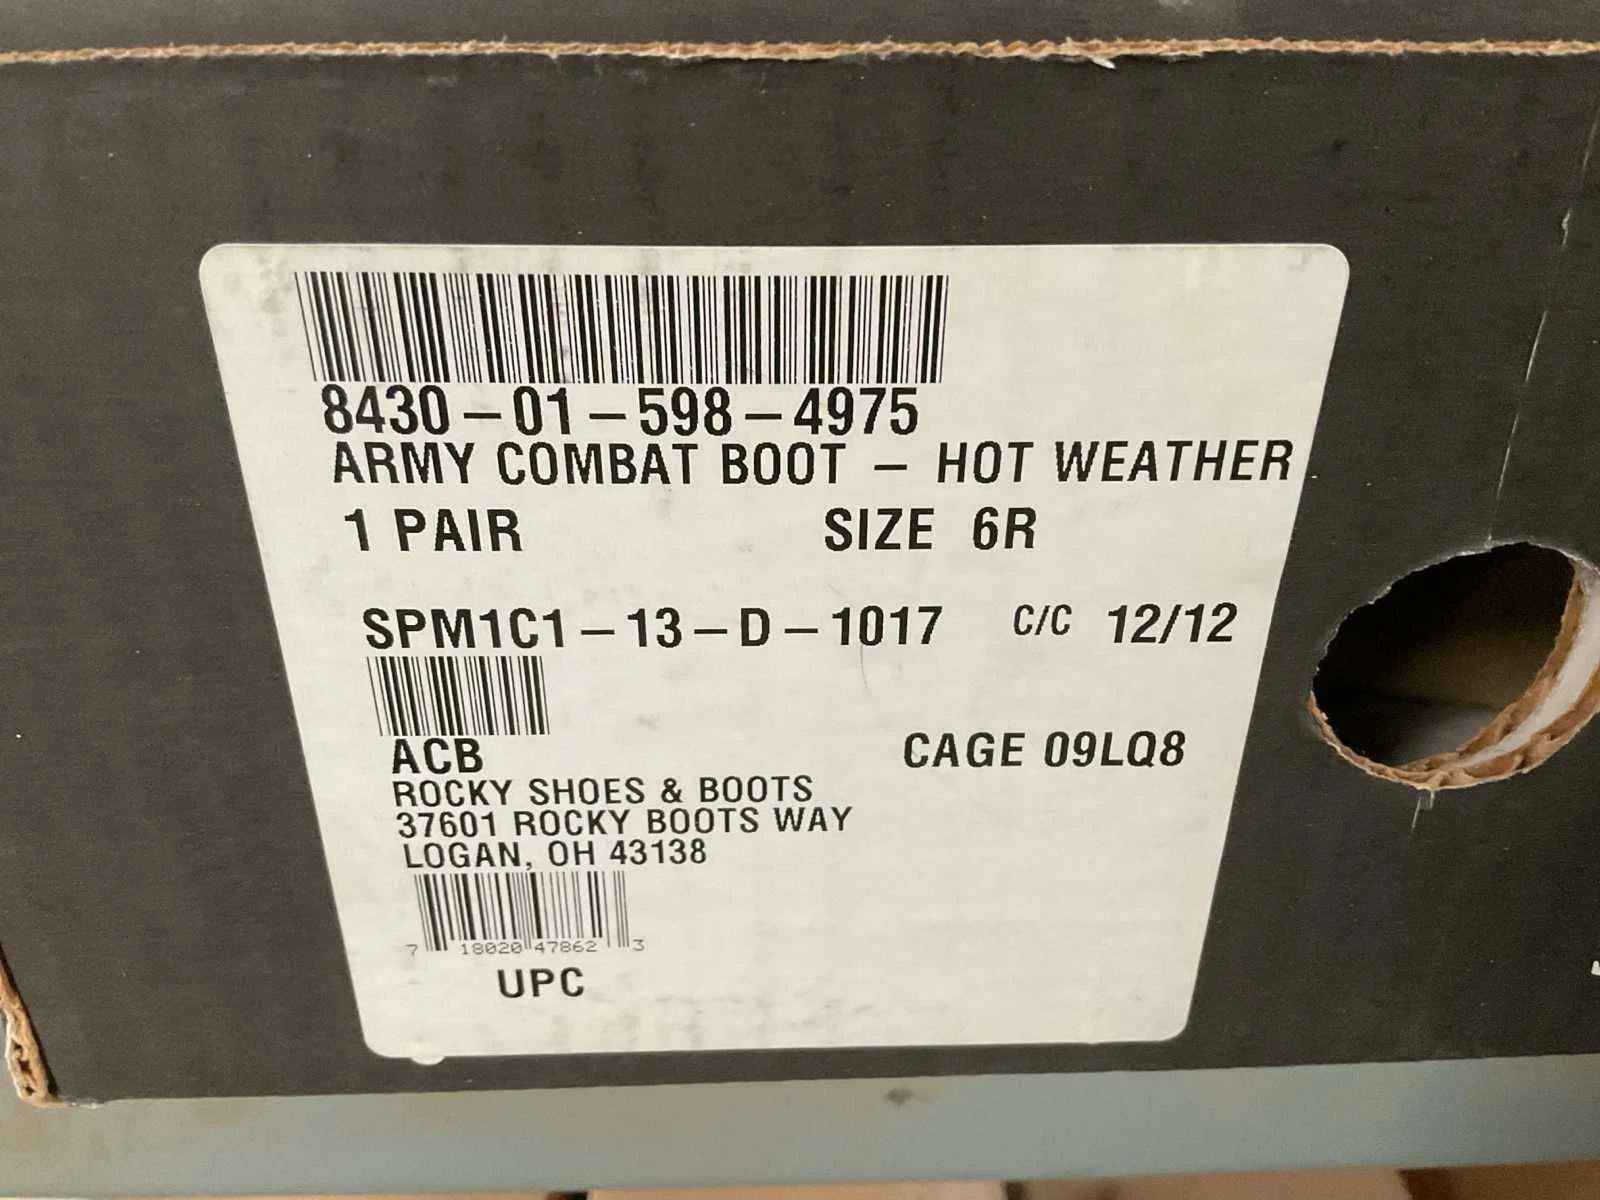 8430-01-598-4975
ARMY COMBAT BOOT - HOT WEATHER
1 PAIR SIZE 6R
SPM1C1-13-D-1017 C/C 12/12
ACB CAGE 09LQ8
ROCKY SHOES & BOOTS
37601 ROCKY BOOTS WAY
LOGAN, OH 43138
7 18020 47862 3
UPC